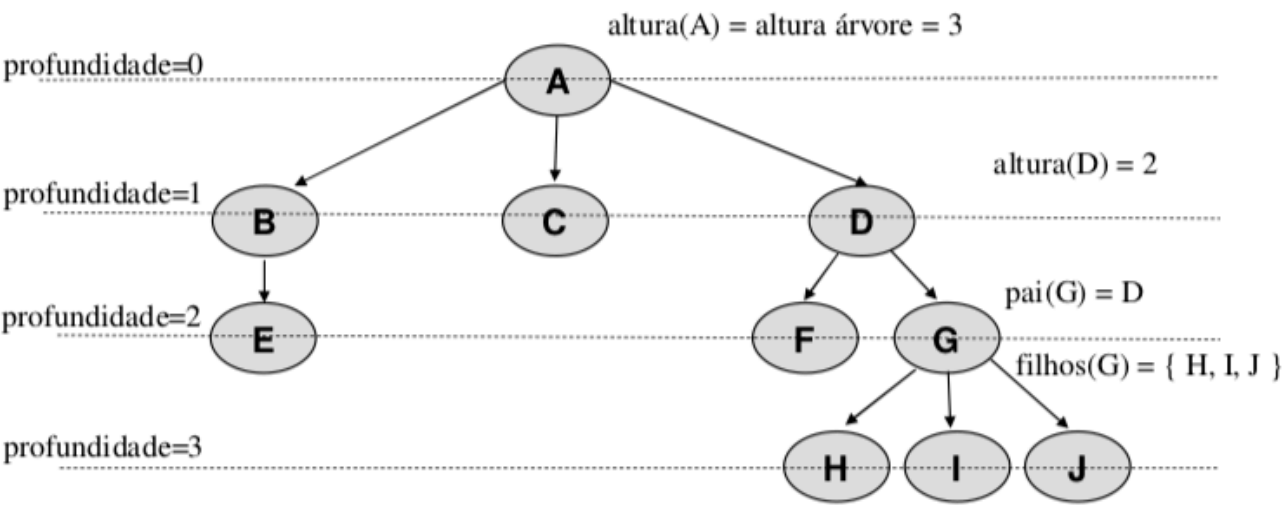 altura(A) = altura árvore = 3
profundidade=0
A
altura(D) = 2
profundidade=1
B
C
D
pai(G) = D
profundidade=2
E
F
G
filhos(G) = { H, I, J }
profundidade=3
H
I
J